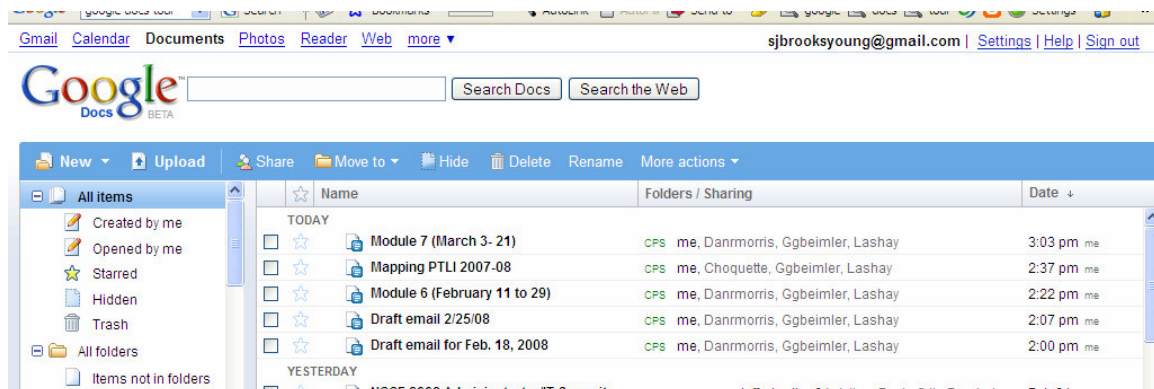 Gmail Calendar Documents Photos Reader Web more ▼ sjbrooksyoung@gmail.com | Settings | Help | Sign out
Google™ Search Docs Search the Web
Docs BETA
New Upload Share Move to Hide Delete Rename More actions
All items Name Folders / Sharing Date ↓
Created by me TODAY
Opened by me Module 7 (March 3- 21) CPS me, Danrmorris, Ggbeimler, Lashay 3:03 pm me
Starred Mapping PTLI 2007-08 CPS me, Choquette, Ggbeimler, Lashay 2:37 pm me
Hidden Module 6 (February 11 to 29) CPS me, Danrmorris, Ggbeimler, Lashay 2:22 pm me
Trash Draft email 2/25/08 CPS me, Danrmorris, Ggbeimler, Lashay 2:07 pm me
All folders Draft email for Feb. 18, 2008 CPS me, Danrmorris, Ggbeimler, Lashay 2:00 pm me
Items not in folders YESTERDAY